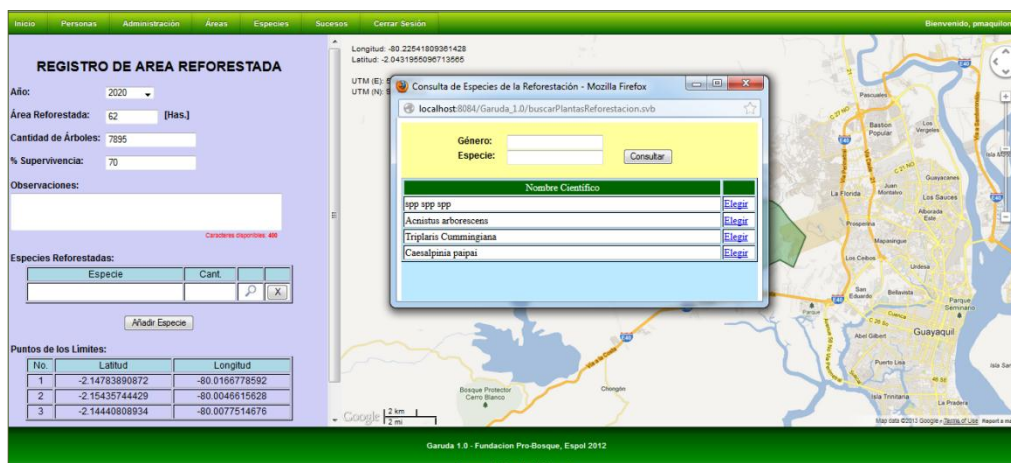 Inicio Personas Administración Áreas Especies Sucesos Cerrar Sesión Bienvenido, pmaquilon
REGISTRO DE AREA REFORESTADA
Año: 2020
Área Reforestada: 62 [Has.]
Cantidad de Árboles: 7895
% Supervivencia: 70
Observaciones:
Caracteres disponibles: 400
Especies Reforestadas:
Especie Cant.
X
Añadir Especie
Puntos de los Limites:
No. Latitud Longitud
1 -2.14783890872 -80.0166778592
2 -2.15435744429 -80.0046615628
3 -2.14440808934 -80.0077514676
Longitud: -80.22541809361428
Latitud: -2.0431955096713565
UTM (E):
UTM (N):
Consulta de Especies de la Reforestación - Mozilla Firefox
localhost:8084/Garuda_1.0/buscarPlantasReforestacion.svb
Género:
Especie:
Consultar
Nombre Científico
spp spp spp Elegir
Acnistus arborescens Elegir
Triplaris Cummingiana Elegir
Caesalpinia paipai Elegir
Pascuales
Bastion Popular
Los Vergeles
Guayacanes
La Florida
Juan Montalvo
Los Sauces
Alborada Este
Prosperina
Mapasingue
Los Ceibos
Urdesa
San Eduardo
Bellavista
Parque Seminario
Parque
Cuenca
Abel Gilbert
Guayaquil
Puerto Lisa
Isla Trinitaria
La Pradera
Via a la Costa
Chongón
Bosque Protector Cerro Blanco
Google 2 km
2 mi
Map data ©2013 Google - Terms of Use Report a ma
Garuda 1.0 - Fundacion Pro-Bosque, Espol 2012